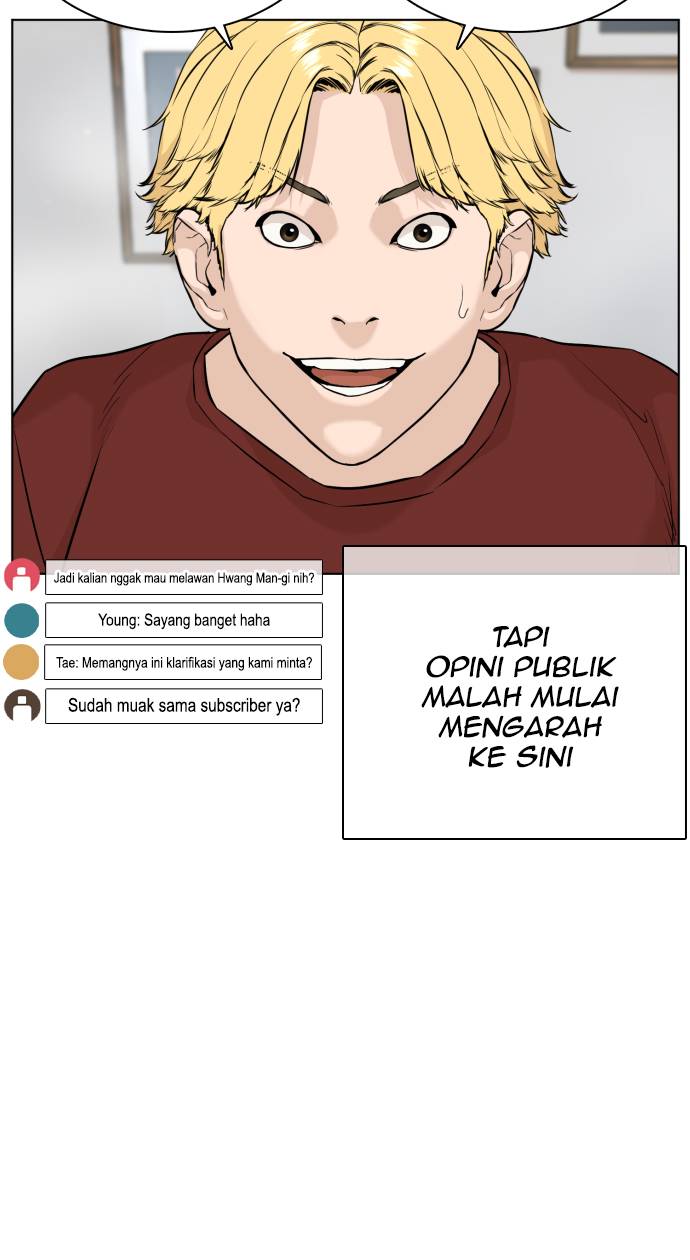 Jadi kalian nggak mau melawan Hwang Man-gi nih?
Young: Sayang banget haha
Tae: Memangnya ini klarifikasi yang kami minta?
Sudah muak sama subscriber ya?
TAPI
OPINI PUBLIK
MALAH MULAI
MENGARAH
KE SINI